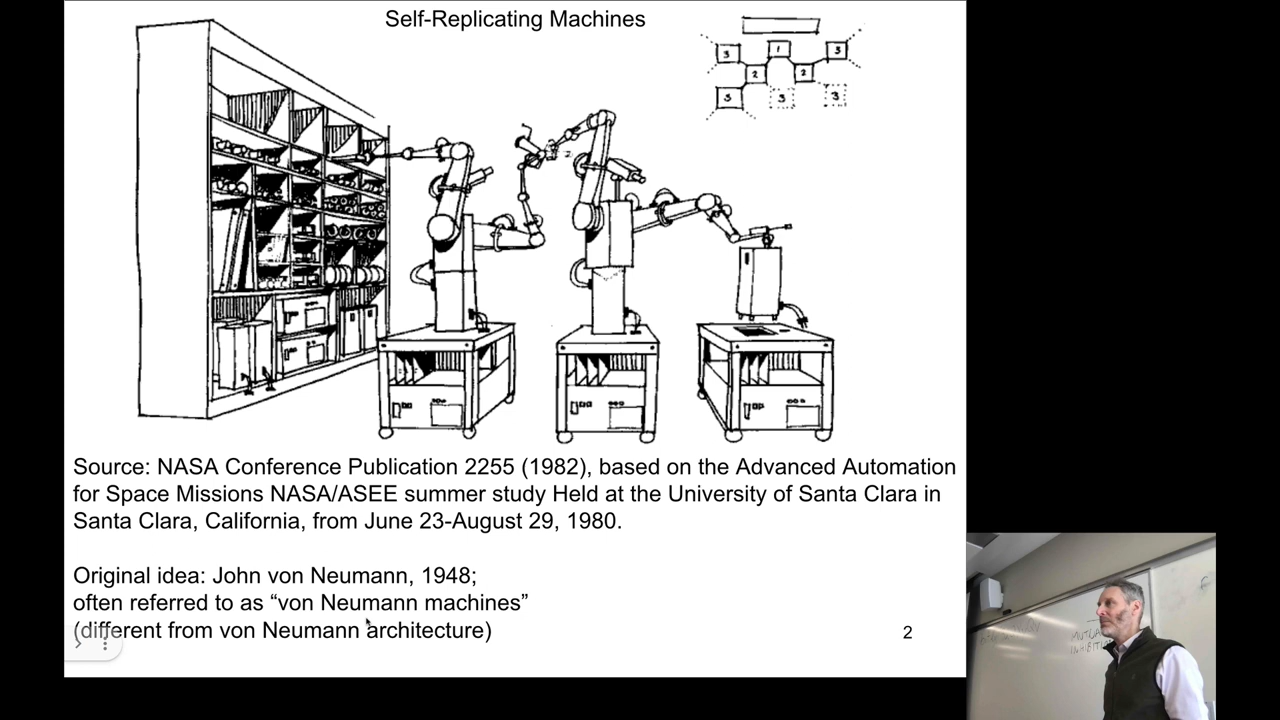 Self-Replicating Machines
3 1 3
2 2
3 3 3
Source: NASA Conference Publication 2255 (1982), based on the Advanced Automation
for Space Missions NASA/ASEE summer study Held at the University of Santa Clara in
Santa Clara, California, from June 23-August 29, 1980.
Original idea: John von Neumann, 1948;
often referred to as “von Neumann machines”
(different from von Neumann architecture)
2